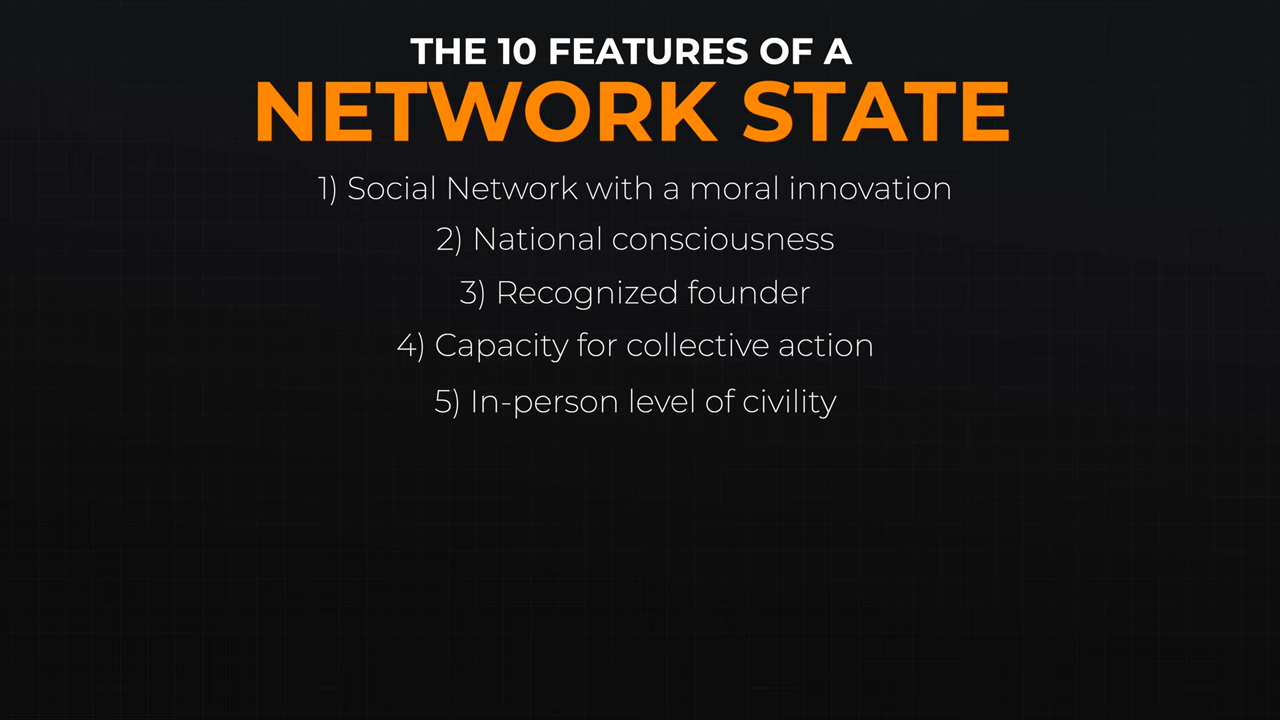 THE 10 FEATURES OF A
NETWORK STATE
1) Social Network with a moral innovation
2) National consciousness
3) Recognized founder
4) Capacity for collective action
5) In-person level of civility